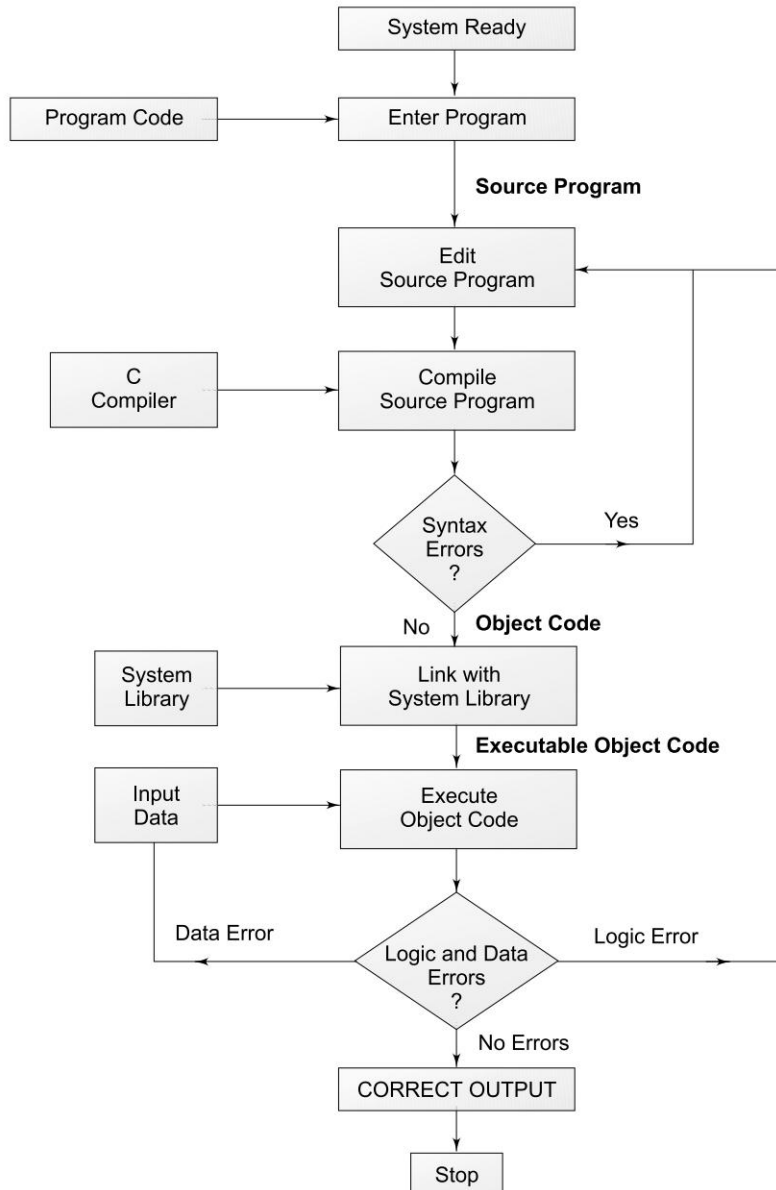 System Ready
Program Code
Enter Program
Source Program
Edit
Source Program
C
Compiler
Compile
Source Program
Syntax
Errors
?
Yes
No
Object Code
System
Library
Link with
System Library
Executable Object Code
Input
Data
Execute
Object Code
Data Error
Logic and Data
Errors
?
Logic Error
No Errors
CORRECT OUTPUT
Stop